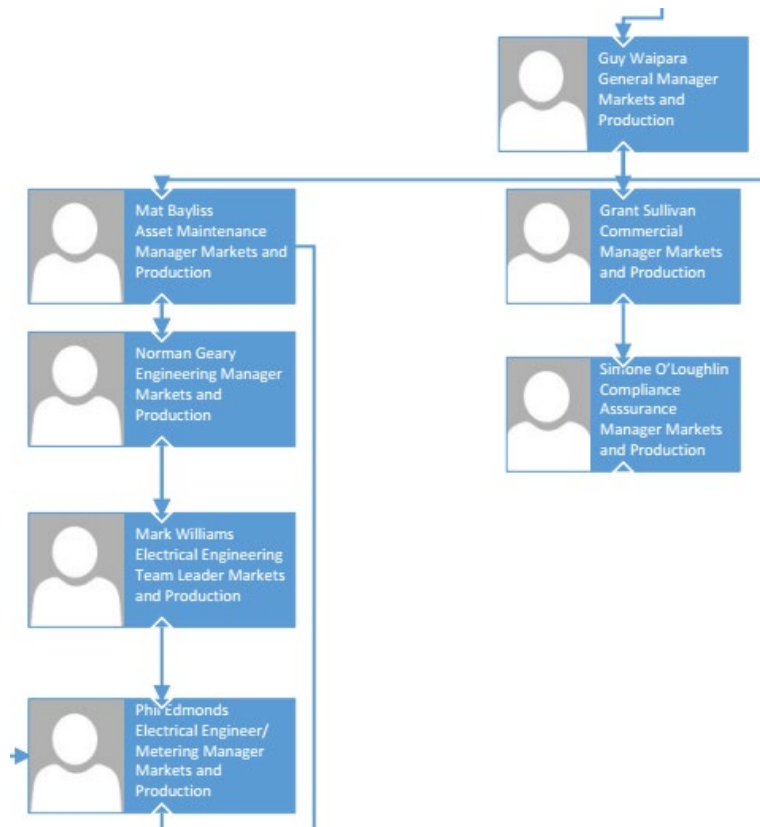 Guy Waipara
General Manager
Markets and
Production
Mat Bayliss
Asset Maintenance
Manager Markets and
Production
Grant Sullivan
Commercial
Manager Markets
and Production
Norman Geary
Engineering Manager
Markets and
Production
Simone O'Loughlin
Compliance
Asssurance
Manager Markets
and Production
Mark Williams
Electrical Engineering
Team Leader Markets
and Production
Phil Edmonds
Electrical Engineer/
Metering Manager
Markets and
Production